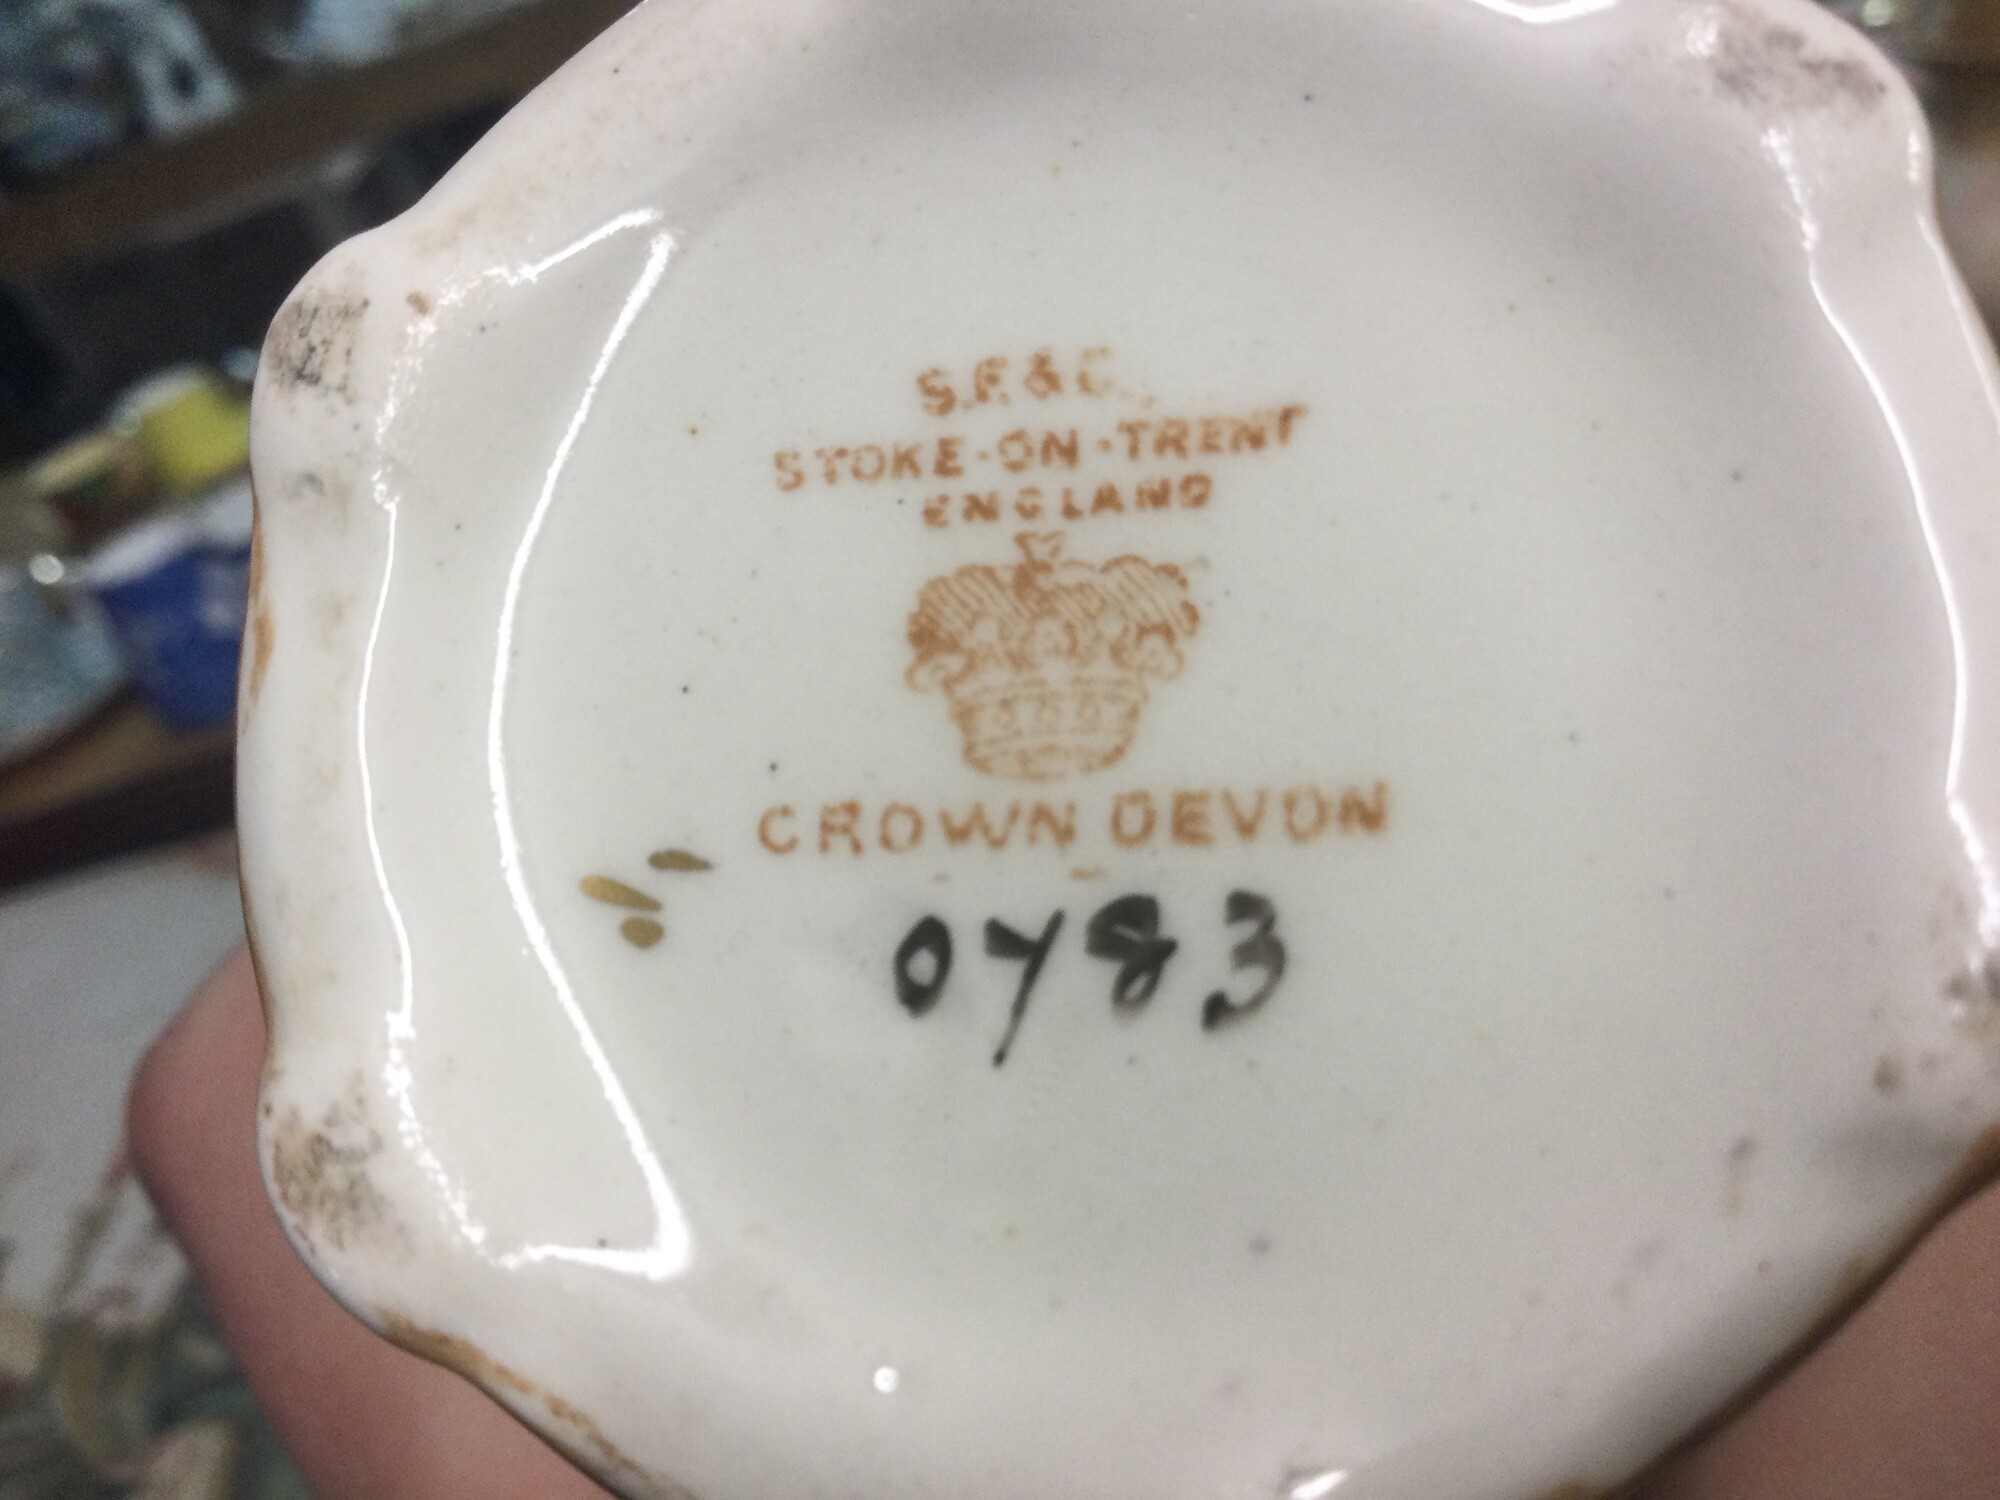 S.F. & C
STOKE-ON-TRENT
ENGLAND
CROWN DEVON
0783